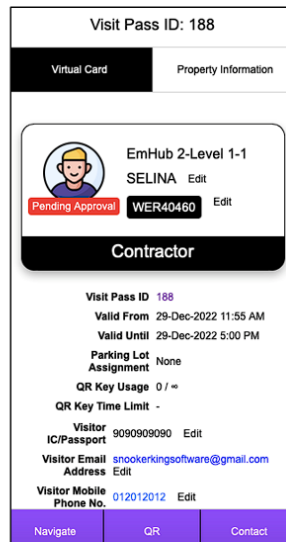 Visit Pass ID: 188
Virtual Card
Property Information
EmHub 2-Level 1-1
SELINA Edit
Pending Approval
WER40460 Edit
Contractor
Visit Pass ID 188
Valid From 29-Dec-2022 11:55 AM
Valid Until 29-Dec-2022 5:00 PM
Parking Lot
Assignment None
QR Key Usage 0 / ∞
QR Key Time Limit -
Visitor
IC/Passport 9090909090 Edit
Visitor Email snookerkingsoftware@gmail.com
Address Edit
Visitor Mobile
Phone No. 012012012 Edit
Navigate
QR
Contact